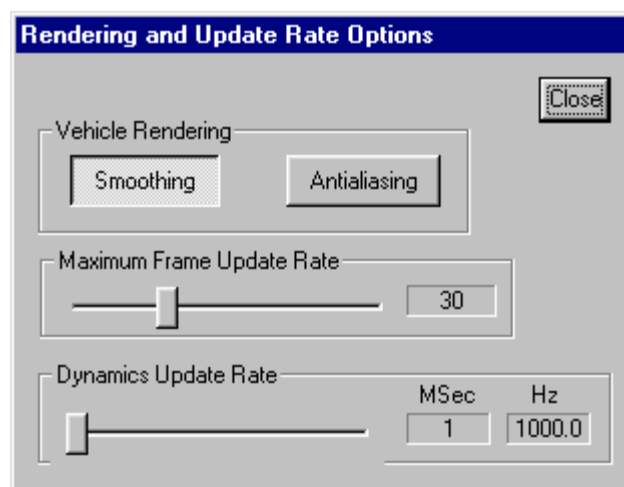 Rendering and Update Rate Options
Close
Vehicle Rendering
Smoothing Antialiasing
Maximum Frame Update Rate
30
Dynamics Update Rate
MSec Hz
1 1000.0